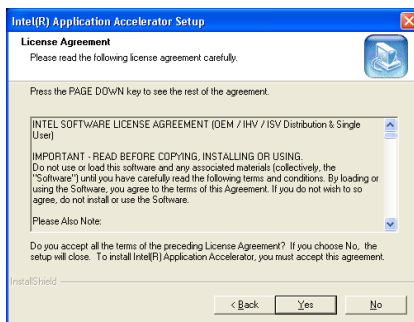 Intel(R) Application Accelerator Setup
License Agreement
Please read the following license agreement carefully.
Press the PAGE DOWN key to see the rest of the agreement.
INTEL SOFTWARE LICENSE AGREEMENT (OEM / IHV / ISV Distribution & Single
User)
IMPORTANT - READ BEFORE COPYING, INSTALLING OR USING.
Do not use or load this software and any associated materials (collectively, the
"Software") until you have carefully read the following terms and conditions. By loading or
using the Software, you agree to the terms of this Agreement. If you do not wish to so
agree, do not install or use the Software.
Please Also Note:
Do you accept all the terms of the preceding License Agreement? If you choose No, the
setup will close. To install Intel(R) Application Accelerator, you must accept this agreement.
InstallShield
< Back Yes No